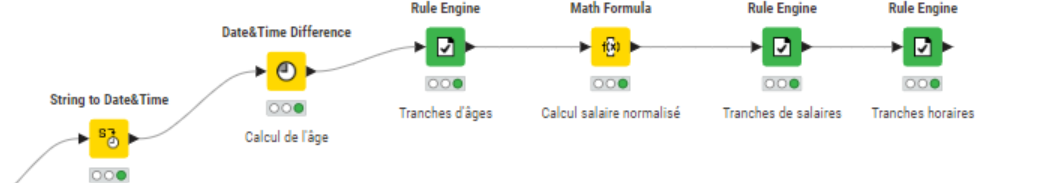 Rule Engine
Math Formula
Rule Engine
Rule Engine
Date&Time Difference
f(x)
Tranches d'âges
Calcul salaire normalisé
Tranches de salaires
Tranches horaires
String to Date&Time
Calcul de l'âge